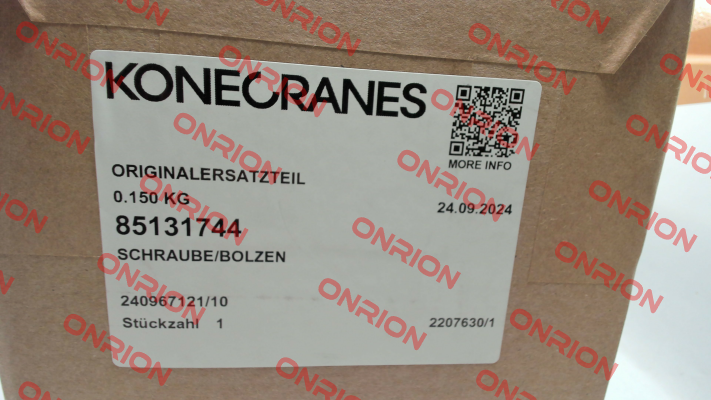 KONECRANES
MORE INFO
ORIGINALERSATZTEIL
0.150 KG
24.09.2024
85131744
SCHRAUBE/BOLZEN
240967121/10
Stückzahl 1
2207630/1
ONRION